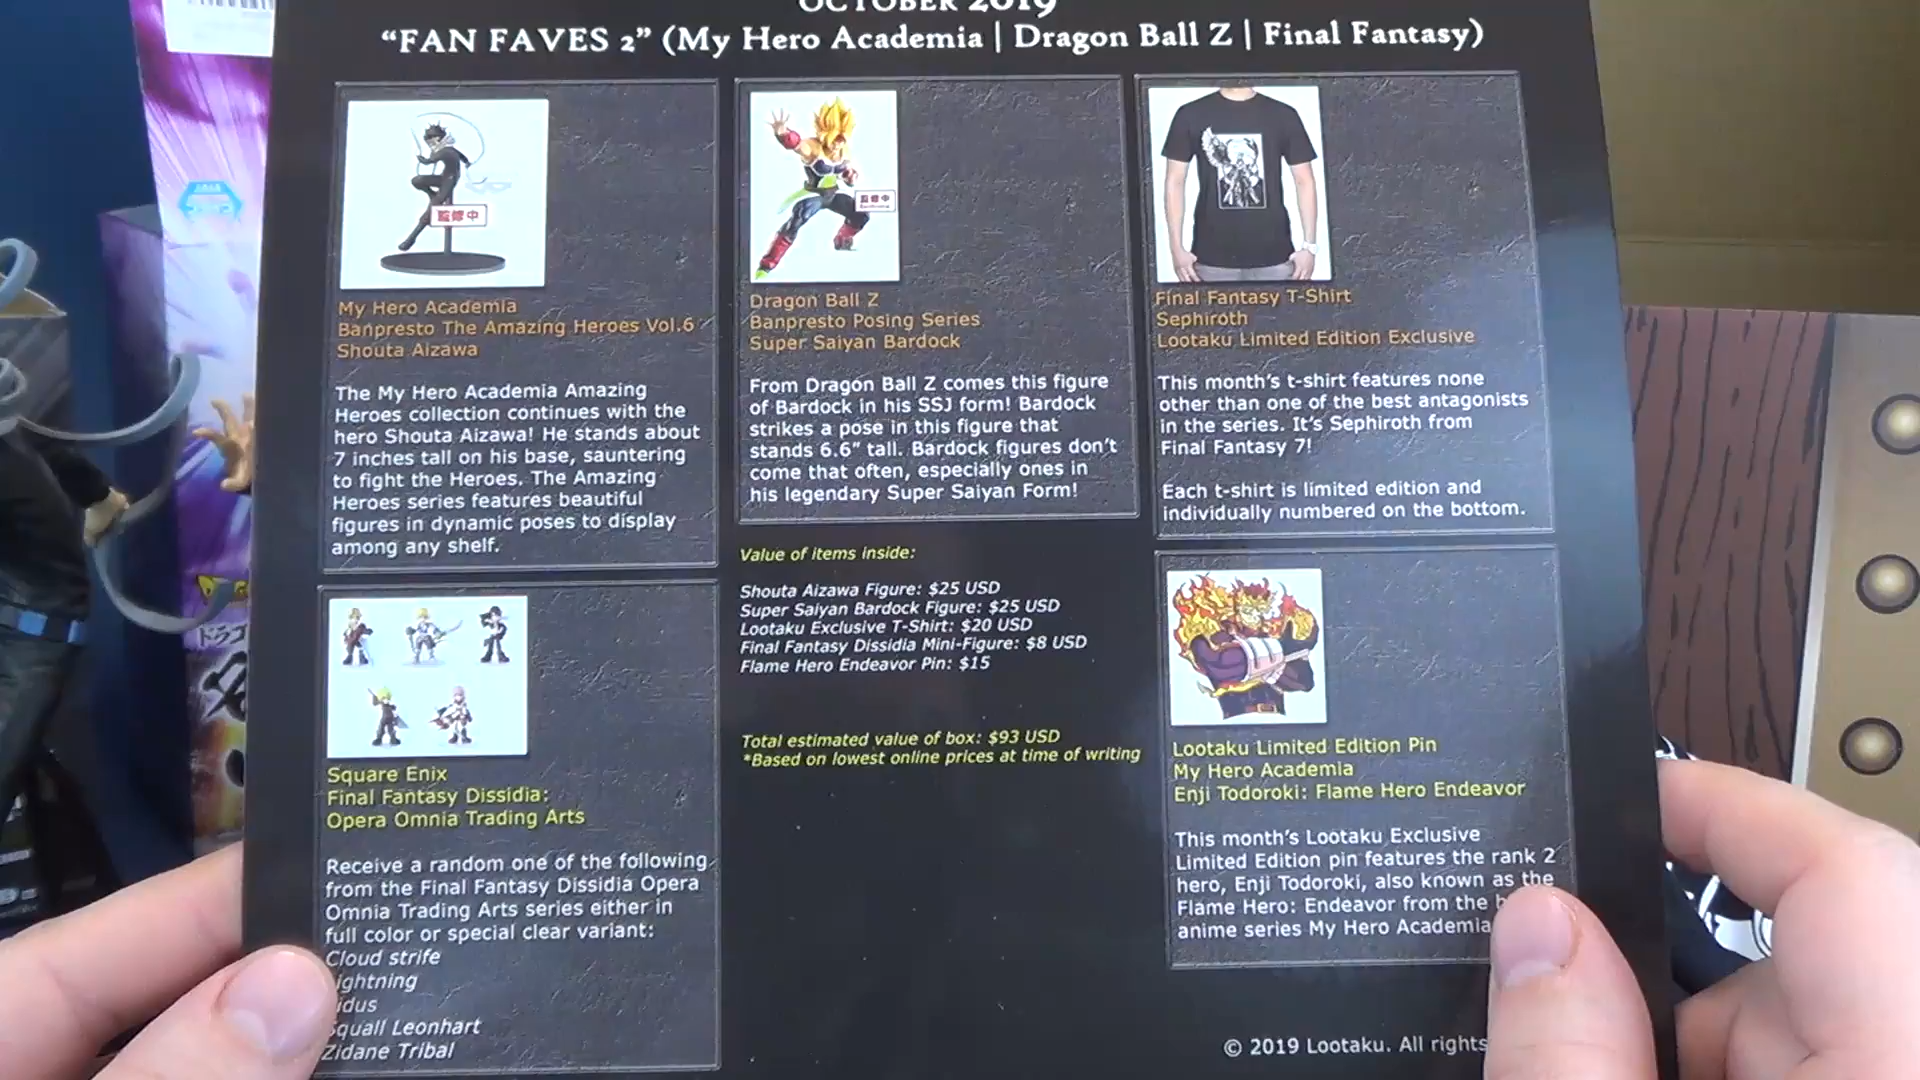 OCTOBER 2019
“FAN FAVES 2” (My Hero Academia | Dragon Ball Z | Final Fantasy)
監修中
My Hero Academia
Banpresto The Amazing Heroes Vol.6
Shouta Aizawa
The My Hero Academia Amazing
Heroes collection continues with the
hero Shouta Aizawa! He stands about
7 inches tall on his base, sauntering
to fight the Heroes. The Amazing
Heroes series features beautiful
figures in dynamic poses to display
among any shelf.
監修中
Dragon Ball Z
Banpresto Posing Series
Super Saiyan Bardock
From Dragon Ball Z comes this figure
of Bardock in his SSJ form! Bardock
strikes a pose in this figure that
stands 6.6” tall. Bardock figures don’t
come that often, especially ones in
his legendary Super Saiyan Form!
Final Fantasy T-Shirt
Sephiroth
Lootaku Limited Edition Exclusive
This month’s t-shirt features none
other than one of the best antagonists
in the series. It’s Sephiroth from
Final Fantasy 7!
Each t-shirt is limited edition and
individually numbered on the bottom.
Square Enix
Final Fantasy Dissidia:
Opera Omnia Trading Arts
Receive a random one of the following
from the Final Fantasy Dissidia Opera
Omnia Trading Arts series either in
full color or special clear variant:
Cloud strife
ightning
idus
quall Leonhart
Zidane Tribal
Value of items inside:
Shouta Aizawa Figure: $25 USD
Super Saiyan Bardock Figure: $25 USD
Lootaku Exclusive T-Shirt: $20 USD
Final Fantasy Dissidia Mini-Figure: $8 USD
Flame Hero Endeavor Pin: $15
Total estimated value of box: $93 USD
*Based on lowest online prices at time of writing
Lootaku Limited Edition Pin
My Hero Academia
Enji Todoroki: Flame Hero Endeavor
This month’s Lootaku Exclusive
Limited Edition pin features the rank 2
hero, Enji Todoroki, also known as the
Flame Hero: Endeavor from the
anime series My Hero Academia
© 2019 Lootaku. All rights
ドラゴ